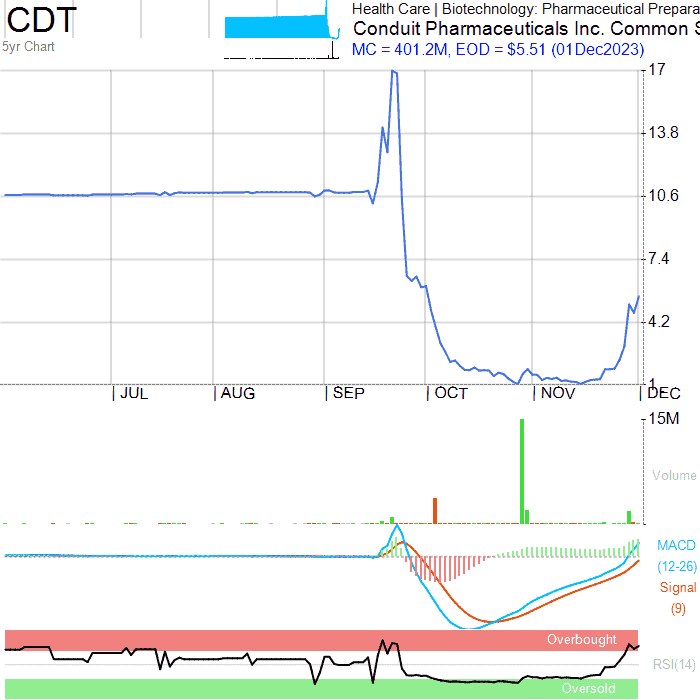 CDT
5yr Chart
Health Care | Biotechnology: Pharmaceutical Prepara
Conduit Pharmaceuticals Inc. Common S
MC = 401.2M, EOD = $5.51 (01Dec2023)
17
13.8
10.6
7.4
4.2
1
JUL AUG SEP OCT NOV DEC
15M
Volume
MACD
(12-26)
Signal
(9)
Overbought
RSI(14)
Oversold